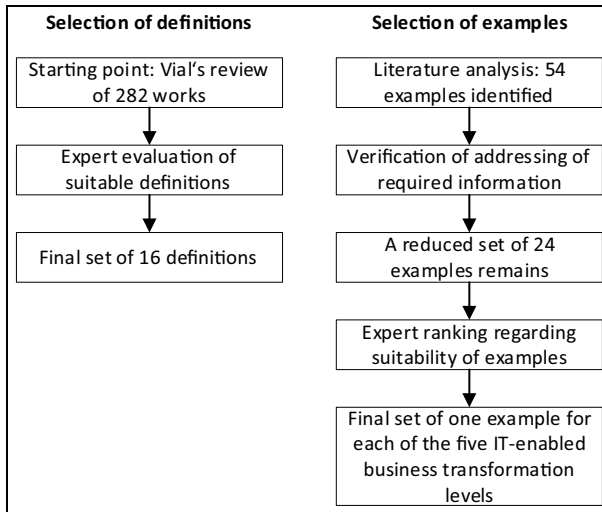 Selection of definitions
Starting point: Vial‘s review
of 282 works
Expert evaluation of
suitable definitions
Final set of 16 definitions
Selection of examples
Literature analysis: 54
examples identified
Verification of addressing of
required information
A reduced set of 24
examples remains
Expert ranking regarding
suitability of examples
Final set of one example for
each of the five IT-enabled
business transformation
levels